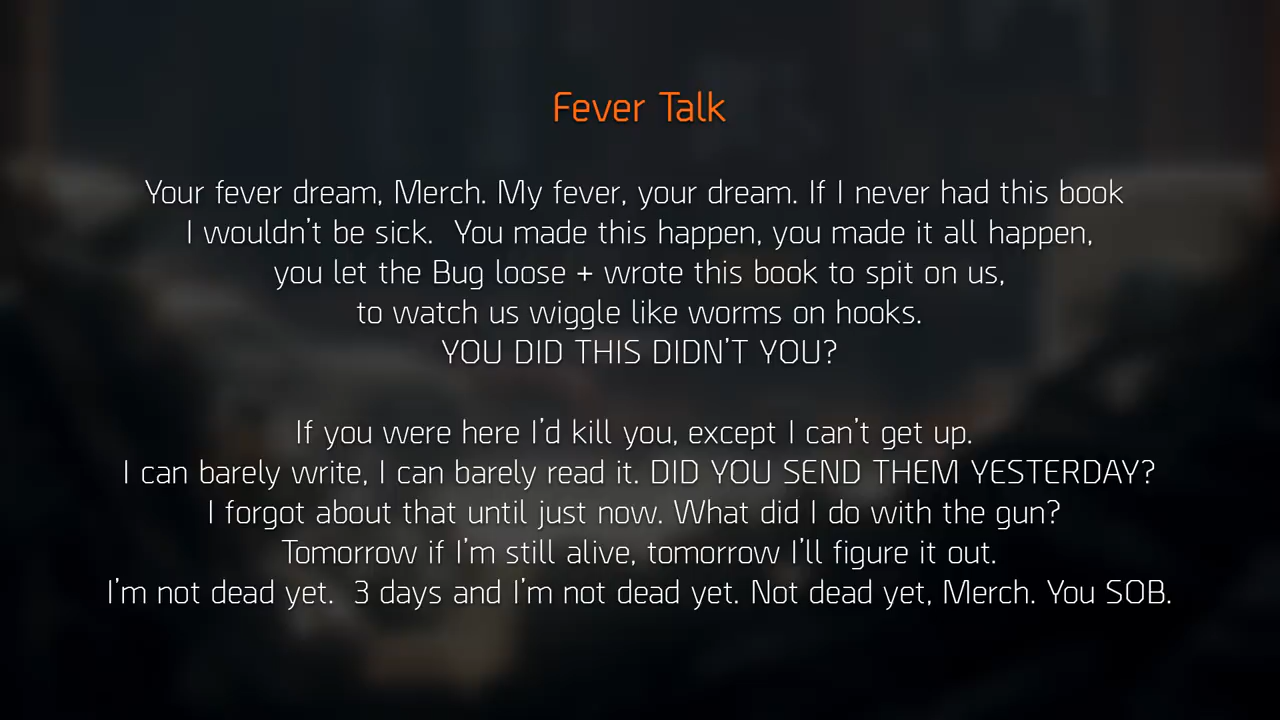 Fever Talk
Your fever dream, Merch. My fever, your dream. If I never had this book
I wouldn't be sick.  You made this happen, you made it all happen,
you let the Bug loose + wrote this book to spit on us,
to watch us wiggle like worms on hooks.
YOU DID THIS DIDN'T YOU?
If you were here I'd kill you, except I can't get up.
I can barely write, I can barely read it. DID YOU SEND THEM YESTERDAY?
I forgot about that until just now. What did I do with the gun?
Tomorrow if I'm still alive, tomorrow I'll figure it out.
I'm not dead yet.  3 days and I'm not dead yet. Not dead yet, Merch. You SOB.